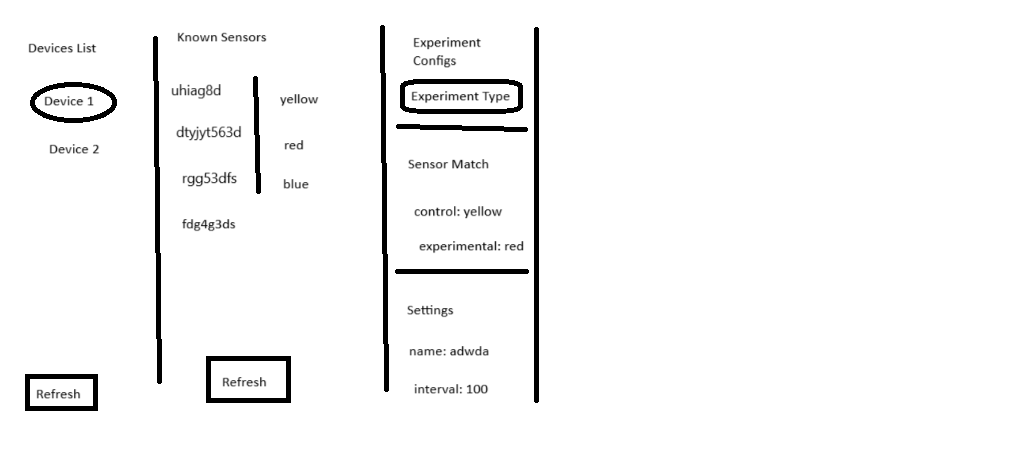 Devices List
Device 1
Device 2
Refresh
Known Sensors
uhiag8d
dtyjyt563d
rgg53dfs
fdg4g3ds
yellow
red
blue
Refresh
Experiment
Configs
Experiment Type
Sensor Match
control: yellow
experimental: red
Settings
name: adwda
interval: 100